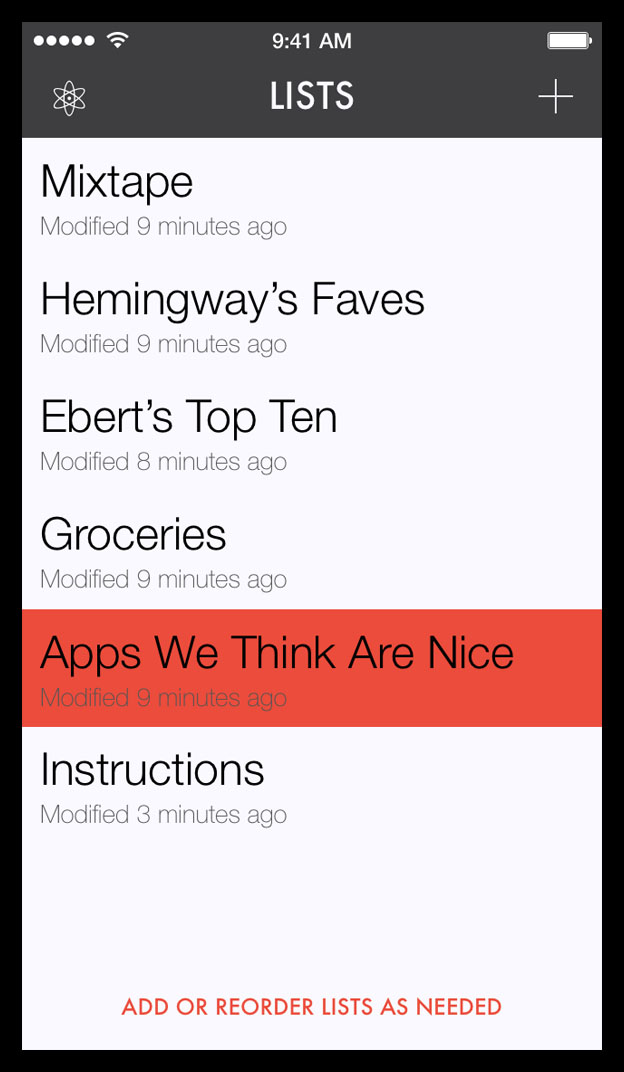 9:41 AM
LISTS
Mixtape
Modified 9 minutes ago
Hemingway’s Faves
Modified 9 minutes ago
Ebert’s Top Ten
Modified 8 minutes ago
Groceries
Modified 9 minutes ago
Apps We Think Are Nice
Modified 9 minutes ago
Instructions
Modified 3 minutes ago
ADD OR REORDER LISTS AS NEEDED